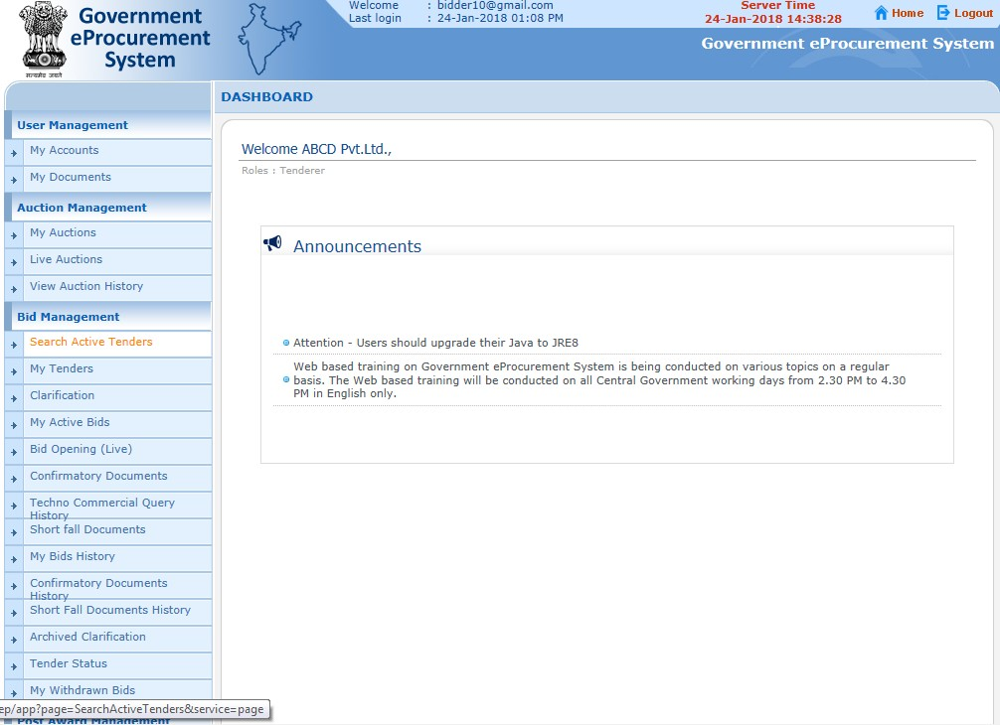 Government
eProcurement
System
सत्यमेव जयते
Welcome : bidder10@gmail.com
Last login : 24-Jan-2018 01:08 PM
Server Time
24-Jan-2018 14:38:28
Home
Logout
Government eProcurement System
DASHBOARD
User Management
My Accounts
My Documents
Auction Management
My Auctions
Live Auctions
View Auction History
Bid Management
Search Active Tenders
My Tenders
Clarification
My Active Bids
Bid Opening (Live)
Confirmatory Documents
Techno Commercial Query
History
Short fall Documents
My Bids History
Confirmatory Documents
History
Short Fall Documents History
Archived Clarification
Tender Status
My Withdrawn Bids
ep/app?page=SearchActiveTenders&service=page
Post Award Management
Welcome ABCD Pvt.Ltd.,
Roles : Tenderer
Announcements
Attention - Users should upgrade their Java to JRE8
Web based training on Government eProcurement System is being conducted on various topics on a regular
basis. The Web based training will be conducted on all Central Government working days from 2.30 PM to 4.30
PM in English only.